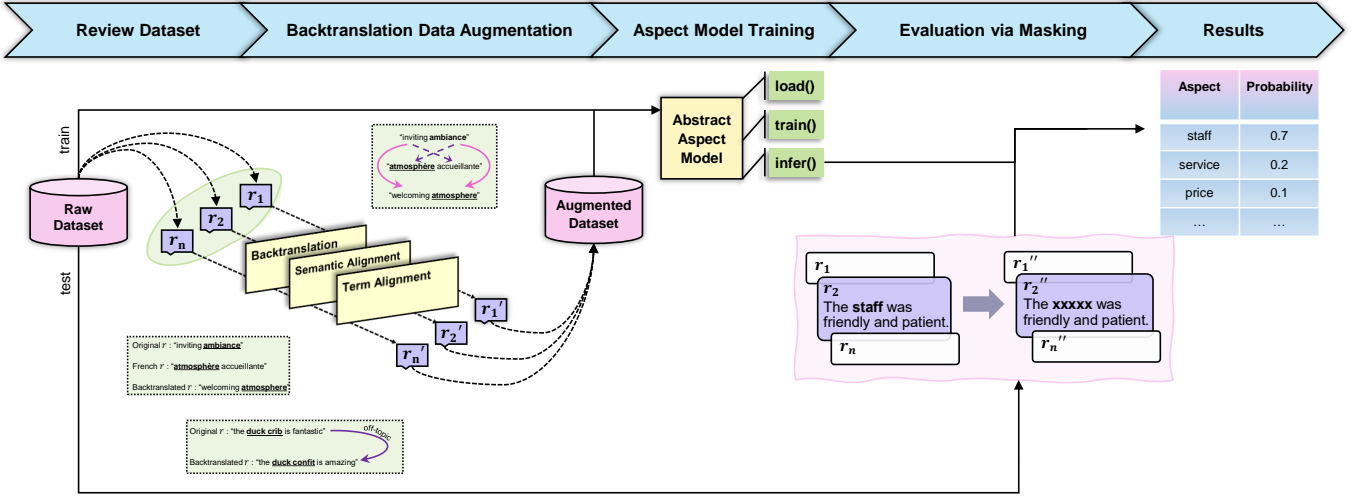 Review Dataset
Backtranslation Data Augmentation
Aspect Model Training
Evaluation via Masking
Results
train
test
Raw
Dataset
r1
r2
rn
"inviting ambiance"
"atmosphère accueillante"
"welcoming atmosphere"
Backtranslation
Semantic Alignment
Term Alignment
r1′
r2′
rn′
Original r : "inviting ambiance"
French r : "atmosphère accueillante"
Backtranslated r : "welcoming atmosphere"
Original r : "the duck crib is fantastic"
off-topic
Backtranslated r : "the duck confit is amazing"
Augmented
Dataset
Abstract
Aspect
Model
load()
train()
infer()
r1
r2
The staff was
friendly and patient.
rn
r1′′
r2′′
The xxxxx was
friendly and patient.
rn′′
Aspect Probability
staff 0.7
service 0.2
price 0.1
… …